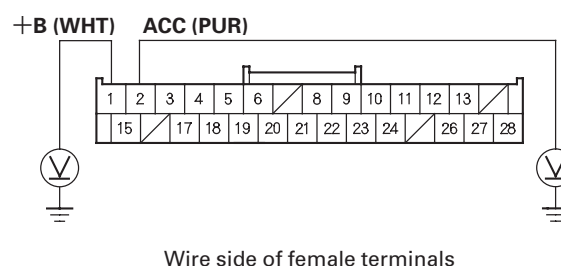 +B (WHT) ACC (PUR)
1 2 3 4 5 6 8 9 10 11 12 13
15 17 18 19 20 21 22 23 24 26 27 28
V V
Wire side of female terminals